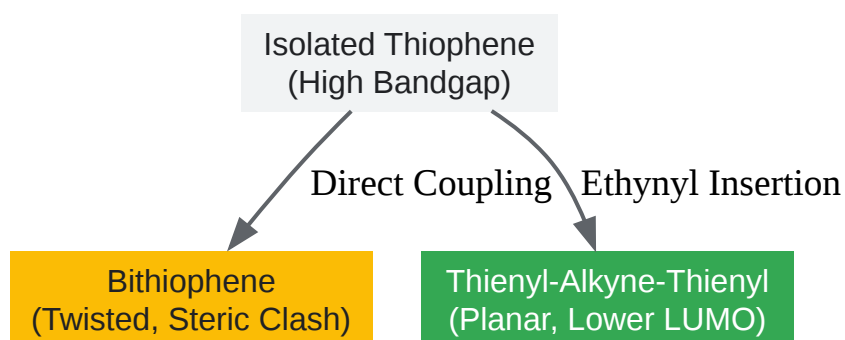 Isolated Thiophene
(High Bandgap)
Direct Coupling
Ethynyl Insertion
Bithiophene
(Twisted, Steric Clash)
Thienyl-Alkyne-Thienyl
(Planar, Lower LUMO)